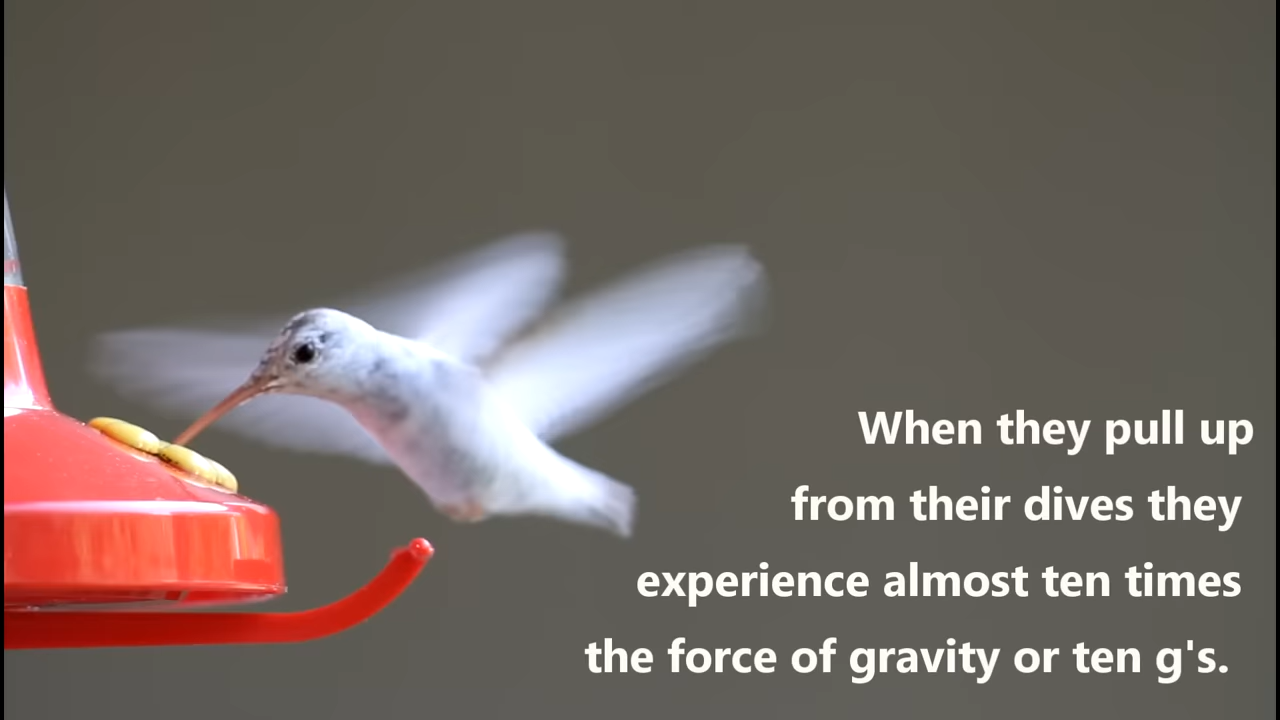 When they pull up
from their dives they
experience almost ten times
the force of gravity or ten g's.